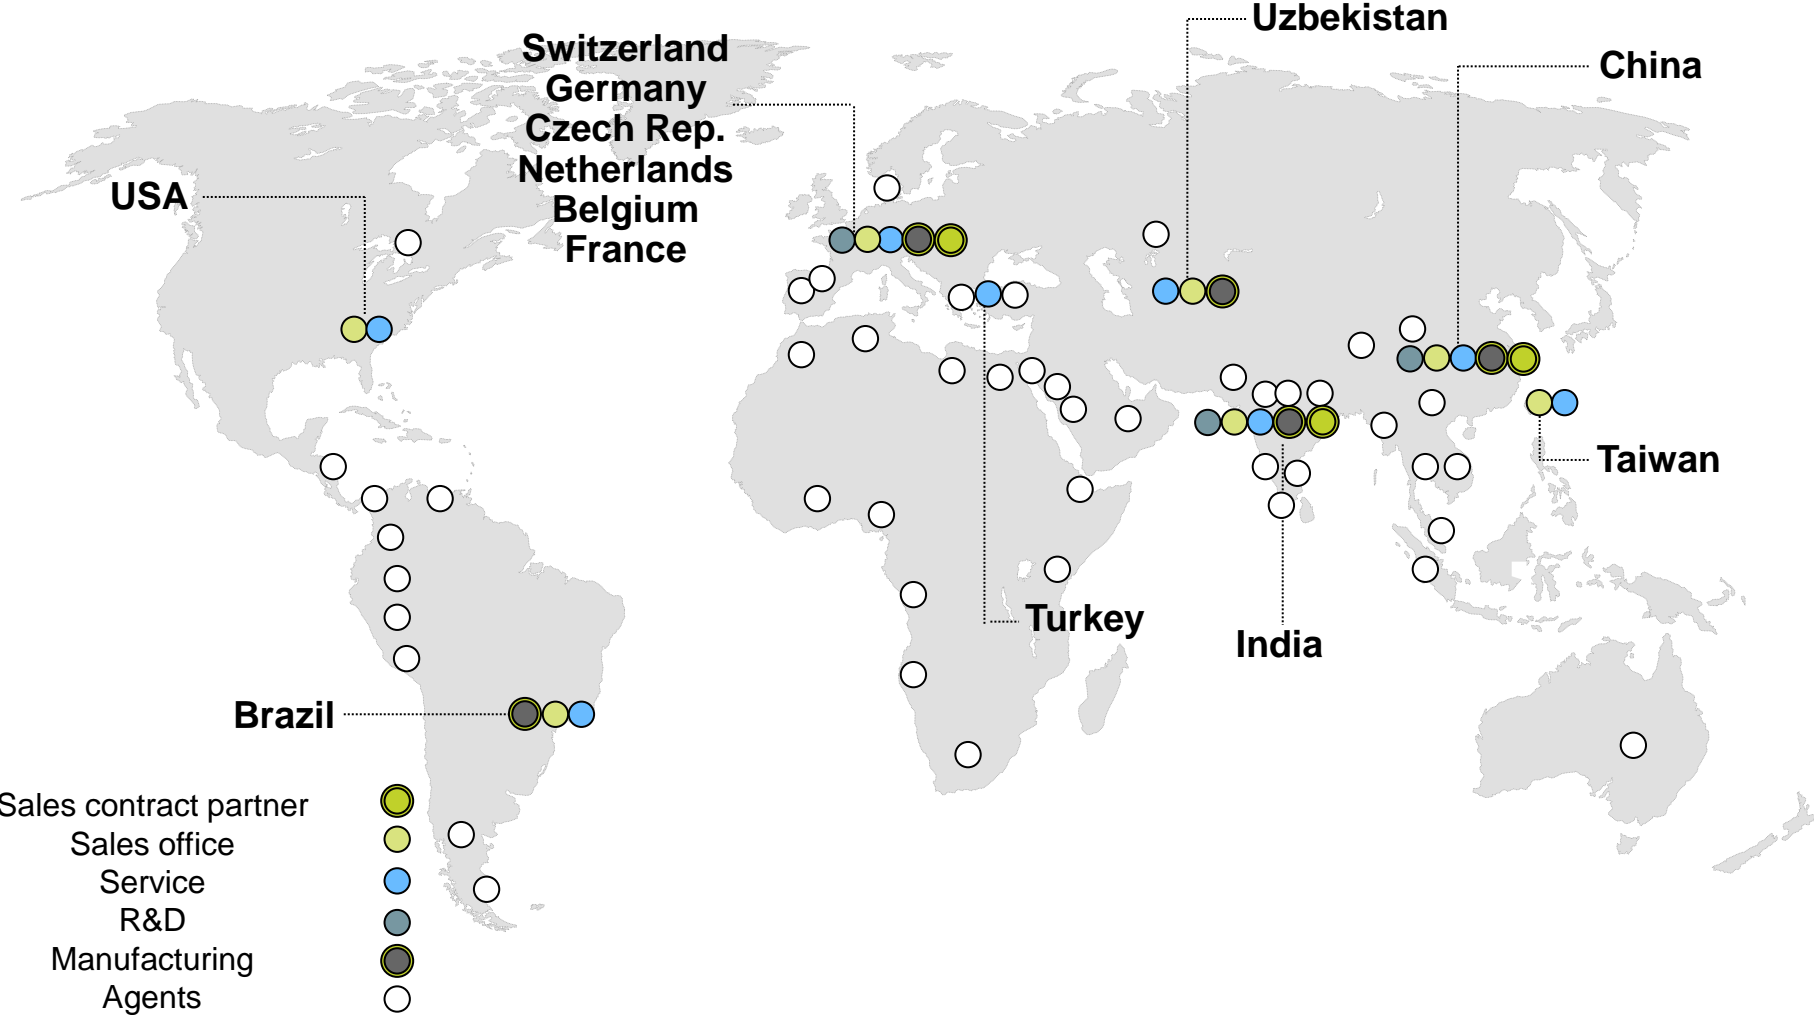 Uzbekistan
Switzerland
Germany
Czech Rep.
Netherlands
Belgium
France
China
USA
Taiwan
Turkey
India
Brazil
Sales contract partner
Sales office
Service
R&D
Manufacturing
Agents